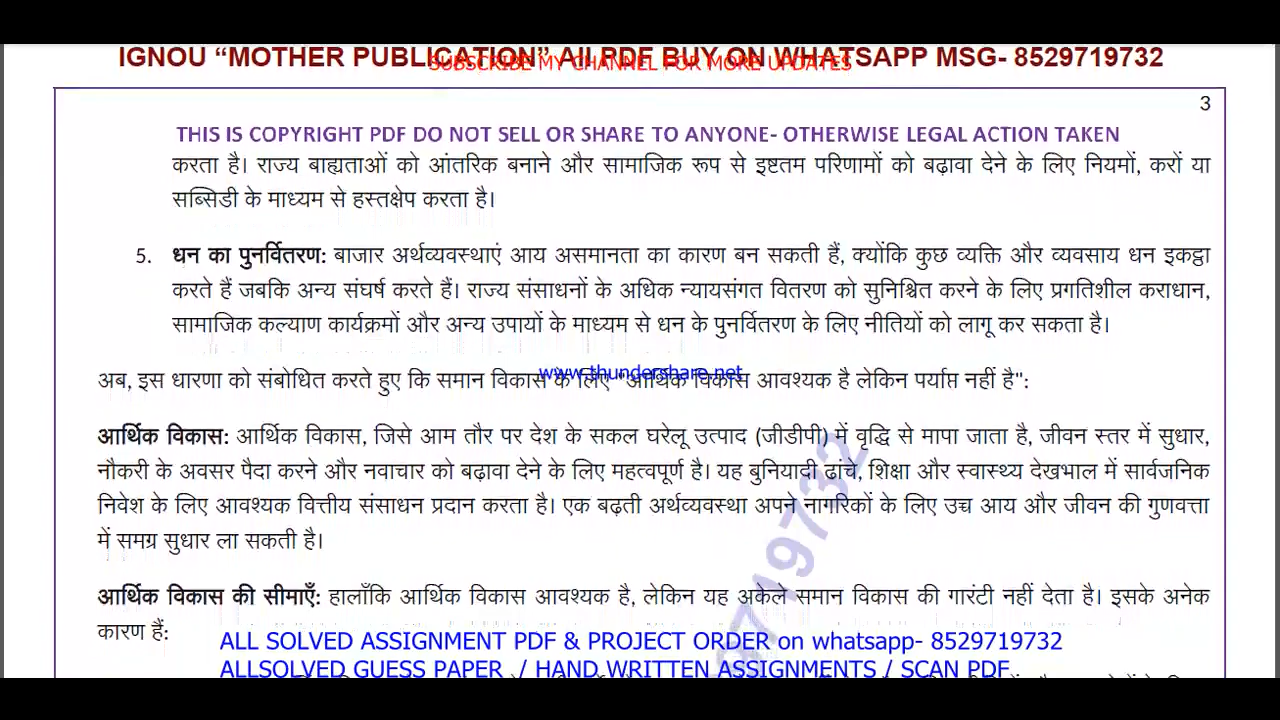 IGNOU “MOTHER PUBLICATION” All PDF BUY ON WHATSAPP MSG- 8529719732
SUBSCRIBE MY CHANNEL FOR MORE UPDATES
3
THIS IS COPYRIGHT PDF DO NOT SELL OR SHARE TO ANYONE- OTHERWISE LEGAL ACTION TAKEN
करता है। राज्य बाह्यताओं को आंतरिक बनाने और सामाजिक रूप से इष्टतम परिणामों को बढ़ावा देने के लिए नियमों, करों या
सब्सिडी के माध्यम से हस्तक्षेप करता है।
5. धन का पुनर्वितरण: बाजार अर्थव्यवस्थाएं आय असमानता का कारण बन सकती हैं, क्योंकि कुछ व्यक्ति और व्यवसाय धन इकट्ठा
करते हैं जबकि अन्य संघर्ष करते हैं। राज्य संसाधनों के अधिक न्यायसंगत वितरण को सुनिश्चित करने के लिए प्रगतिशील कराधान,
सामाजिक कल्याण कार्यक्रमों और अन्य उपायों के माध्यम से धन के पुनर्वितरण के लिए नीतियों को लागू कर सकता है।
अब, इस धारणा को संबोधित करते हुए कि समान विकास के लिए "आर्थिक विकास आवश्यक है लेकिन पर्याप्त नहीं है":
www.thundershare.net
आर्थिक विकास: आर्थिक विकास, जिसे आम तौर पर देश के सकल घरेलू उत्पाद (जीडीपी) में वृद्धि से मापा जाता है, जीवन स्तर में सुधार,
नौकरी के अवसर पैदा करने और नवाचार को बढ़ावा देने के लिए महत्वपूर्ण है। यह बुनियादी ढांचे, शिक्षा और स्वास्थ्य देखभाल में सार्वजनिक
निवेश के लिए आवश्यक वित्तीय संसाधन प्रदान करता है। एक बढ़ती अर्थव्यवस्था अपने नागरिकों के लिए उच्च आय और जीवन की गुणवत्ता
में समग्र सुधार ला सकती है।
आर्थिक विकास की सीमाएँ: हालाँकि आर्थिक विकास आवश्यक है, लेकिन यह अकेले समान विकास की गारंटी नहीं देता है। इसके अनेक
कारण हैं:
ALL SOLVED ASSIGNMENT PDF & PROJECT ORDER on whatsapp- 8529719732
ALLSOLVED GUESS PAPER / HAND WRITTEN ASSIGNMENTS / SCAN PDF
9719732